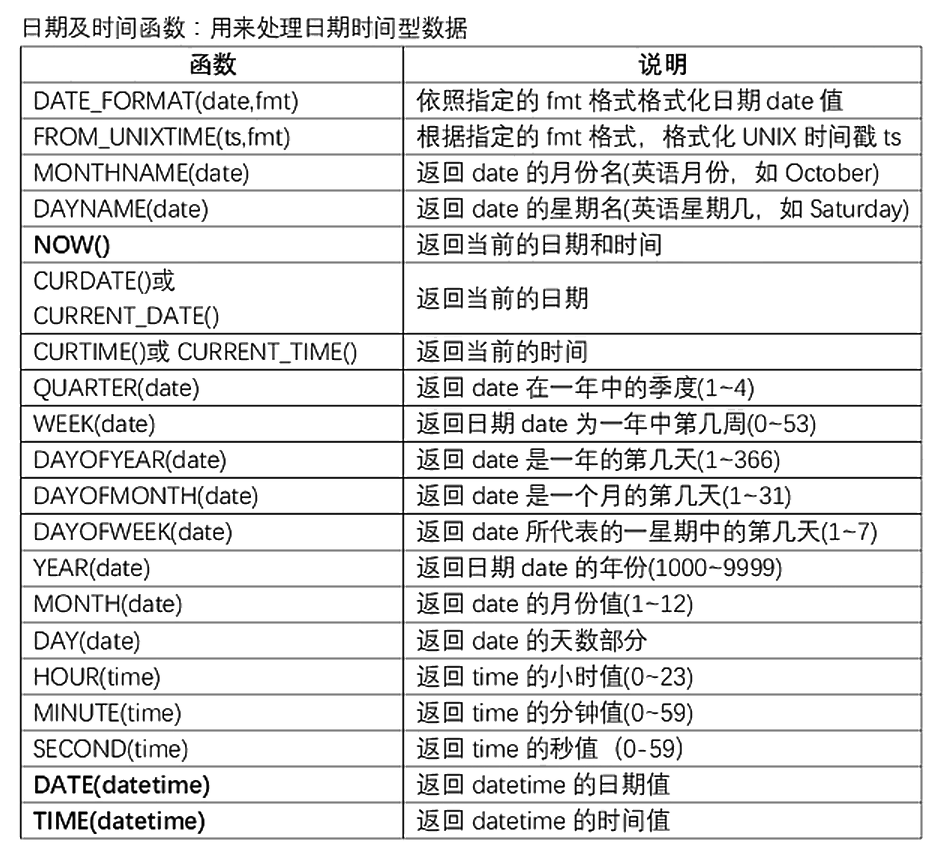 日期及时间函数：用来处理日期时间型数据
函数 说明
DATE_FORMAT(date,fmt) 依照指定的 fmt 格式格式化日期 date 值
FROM_UNIXTIME(ts,fmt) 根据指定的 fmt 格式，格式化 UNIX 时间戳 ts
MONTHNAME(date) 返回 date 的月份名(英语月份，如 October)
DAYNAME(date) 返回 date 的星期名(英语星期几，如 Saturday)
NOW() 返回当前的日期和时间
CURDATE()或
CURRENT_DATE() 返回当前的日期
CURTIME()或 CURRENT_TIME() 返回当前的时间
QUARTER(date) 返回 date 在一年中的季度(1~4)
WEEK(date) 返回日期 date 为一年中第几周(0~53)
DAYOFYEAR(date) 返回 date 是一年的第几天(1~366)
DAYOFMONTH(date) 返回 date 是一个月的第几天(1~31)
DAYOFWEEK(date) 返回 date 所代表的一星期中的第几天(1~7)
YEAR(date) 返回日期 date 的年份(1000~9999)
MONTH(date) 返回 date 的月份值(1~12)
DAY(date) 返回 date 的天数部分
HOUR(time) 返回 time 的小时值(0~23)
MINUTE(time) 返回 time 的分钟值(0~59)
SECOND(time) 返回 time 的秒值（0-59）
DATE(datetime) 返回 datetime 的日期值
TIME(datetime) 返回 datetime 的时间值